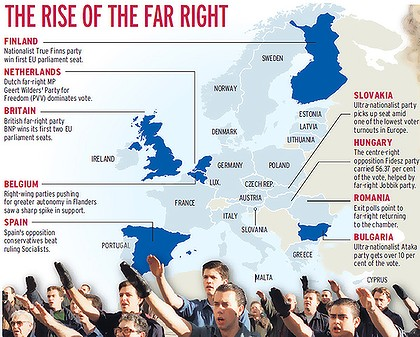 THE RISE OF THE FAR RIGHT
FINLAND
Nationalist True Finns party
win first EU parliament seat.
NETHERLANDS
Dutch far-right MP
Geert Wilders' Party for
Freedom (PVV) dominates vote.
BRITAIN
British far-right party
BNP wins its first two EU
parliament seats.
BELGIUM
Right-wing parties pushing
for greater autonomy in Flanders
saw a sharp spike in support.
SPAIN
Spain's opposition
conservatives beat
ruling Socialists.
SWEDEN
NORWAY
ESTONIA
LATVIA
LITHUANIA
DENMARK
IRELAND
GERMANY
POLAND
LUX.
CZECH REP.
FRANCE
AUSTRIA
ITALY
SLOVENIA
PORTUGAL
GREECE
MALTA
CYPRUS
SLOVAKIA
Ultra-nationalist party
picks up seat amid
one of the lowest voter
turnouts in Europe.
HUNGARY
The centre-right
opposition Fidesz party
carried 56.37 per cent
of the vote, helped by
far-right Jobbik party.
ROMANIA
Exit polls point to
far-right returning
to the chamber.
BULGARIA
Ultra-nationalist Ataka
party gets over 10 per
cent of the vote.